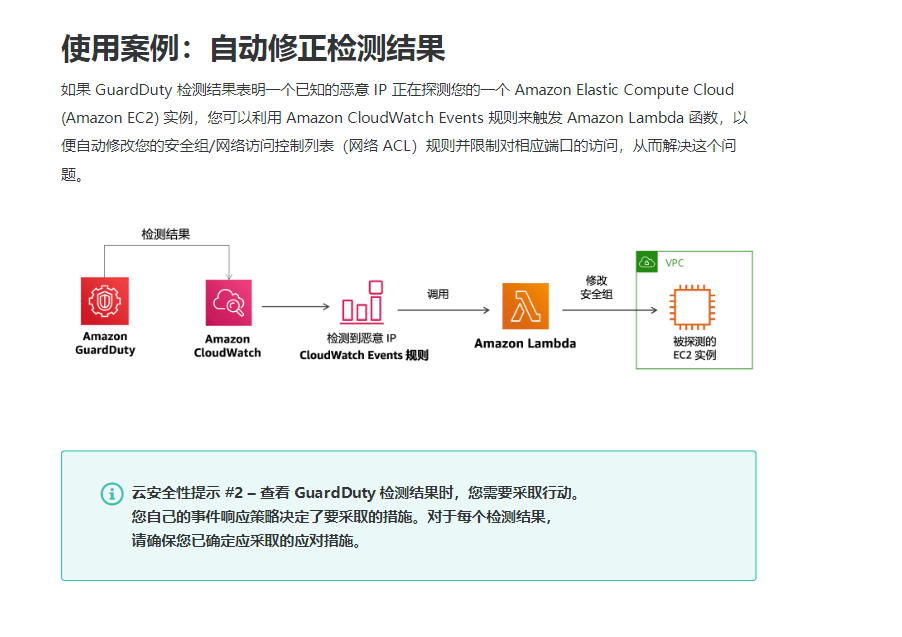 使用案例：自动修正检测结果
如果 GuardDuty 检测结果表明一个已知的恶意 IP 正在探测您的一个 Amazon Elastic Compute Cloud
(Amazon EC2) 实例，您可以利用 Amazon CloudWatch Events 规则来触发 Amazon Lambda 函数，以
便自动修改您的安全组/网络访问控制列表（网络 ACL）规则并限制对相应端口的访问，从而解决这个问
题。
检测结果
Amazon
GuardDuty
Amazon
CloudWatch
检测到恶意 IP
CloudWatch Events 规则
调用
Amazon Lambda
修改
安全组
VPC
被探测的
EC2 实例
云安全性提示 #2 – 查看 GuardDuty 检测结果时，您需要采取行动。
您自己的事件响应策略决定了要采取的措施。对于每个检测结果，
请确保您已确定应采取的应对措施。